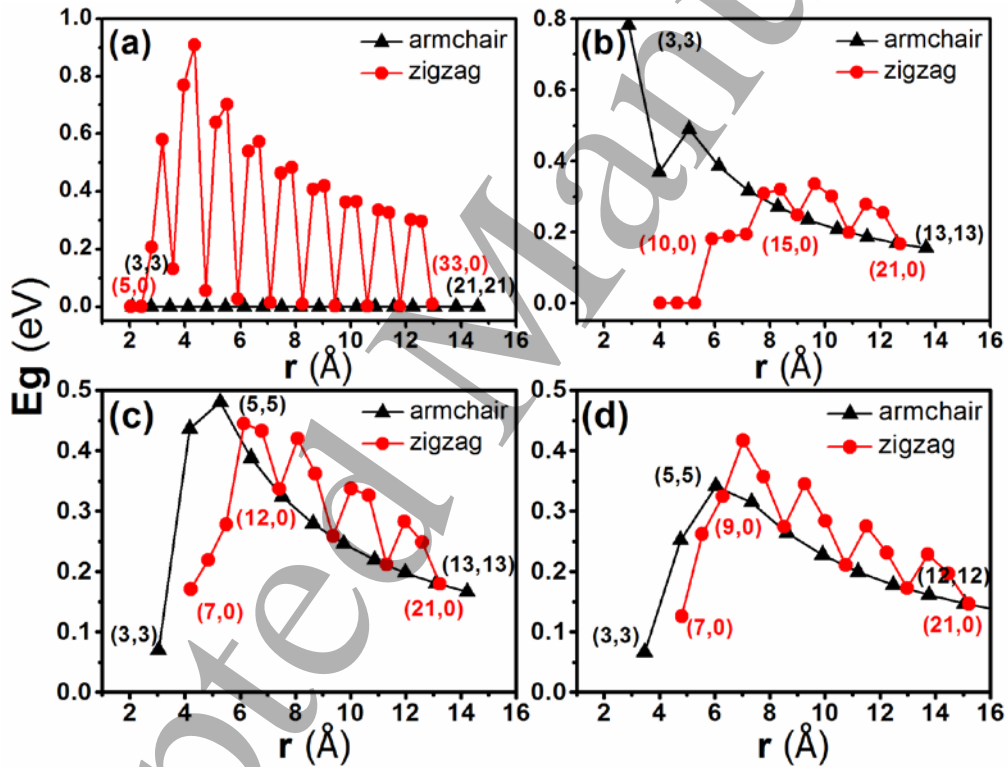 (a)
armchair
zigzag
(3,3)
(5,0)
(33,0)
(21,21)
1.0
0.8
0.6
0.4
0.2
0.0
2 4 6 8 10 12 14 16
r (Å)
(b)
armchair
zigzag
(3,3)
(10,0)
(15,0)
(13,13)
(21,0)
0.8
0.6
0.4
0.2
0.0
2 4 6 8 10 12 14 16
r (Å)
Eg (eV)
(c)
armchair
zigzag
(5,5)
(12,0)
(13,13)
(7,0)
(21,0)
(3,3)
0.5
0.4
0.3
0.2
0.1
0.0
2 4 6 8 10 12 14 16
r (Å)
(d)
armchair
zigzag
(5,5)
(9,0)
(12,12)
(7,0)
(21,0)
(3,3)
0.5
0.4
0.3
0.2
0.1
0.0
2 4 6 8 10 12 14 16
r (Å)
pted Man